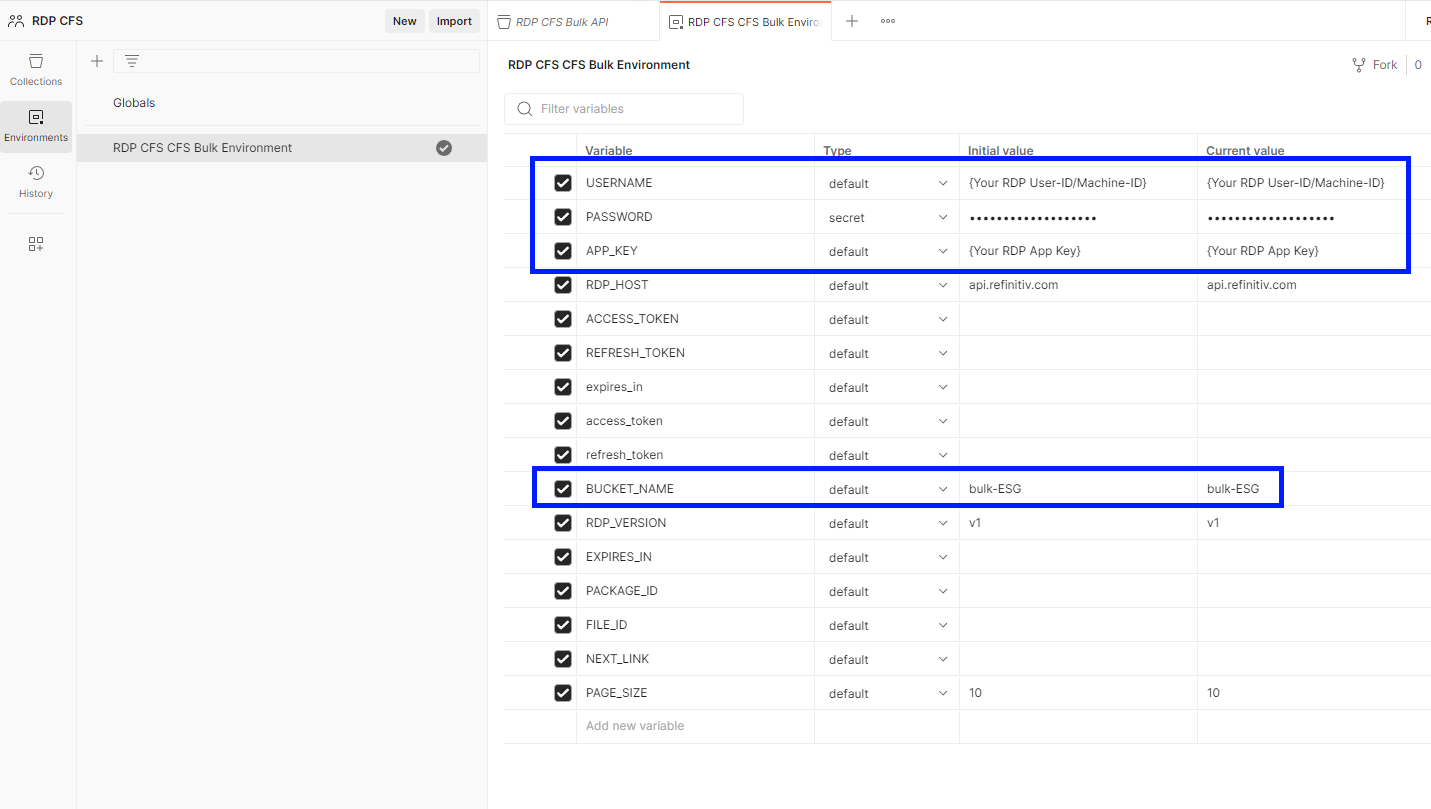 RDP CFS New Import RDP CFS Bulk API RDP CFS CFS Bulk Enviro R
Collections
Environments
History
Globals
RDP CFS CFS Bulk Environment
RDP CFS CFS Bulk Environment Fork 0
Filter variables
Variable Type Initial value Current value
USERNAME default {Your RDP User-ID/Machine-ID} {Your RDP User-ID/Machine-ID}
PASSWORD secret ••••••••••••••••••• •••••••••••••••••••
APP_KEY default {Your RDP App Key} {Your RDP App Key}
RDP_HOST default api.refinitiv.com api.refinitiv.com
ACCESS_TOKEN default
REFRESH_TOKEN default
expires_in default
access_token default
refresh_token default
BUCKET_NAME default bulk-ESG bulk-ESG
RDP_VERSION default v1 v1
EXPIRES_IN default
PACKAGE_ID default
FILE_ID default
NEXT_LINK default
PAGE_SIZE default 10 10
Add new variable